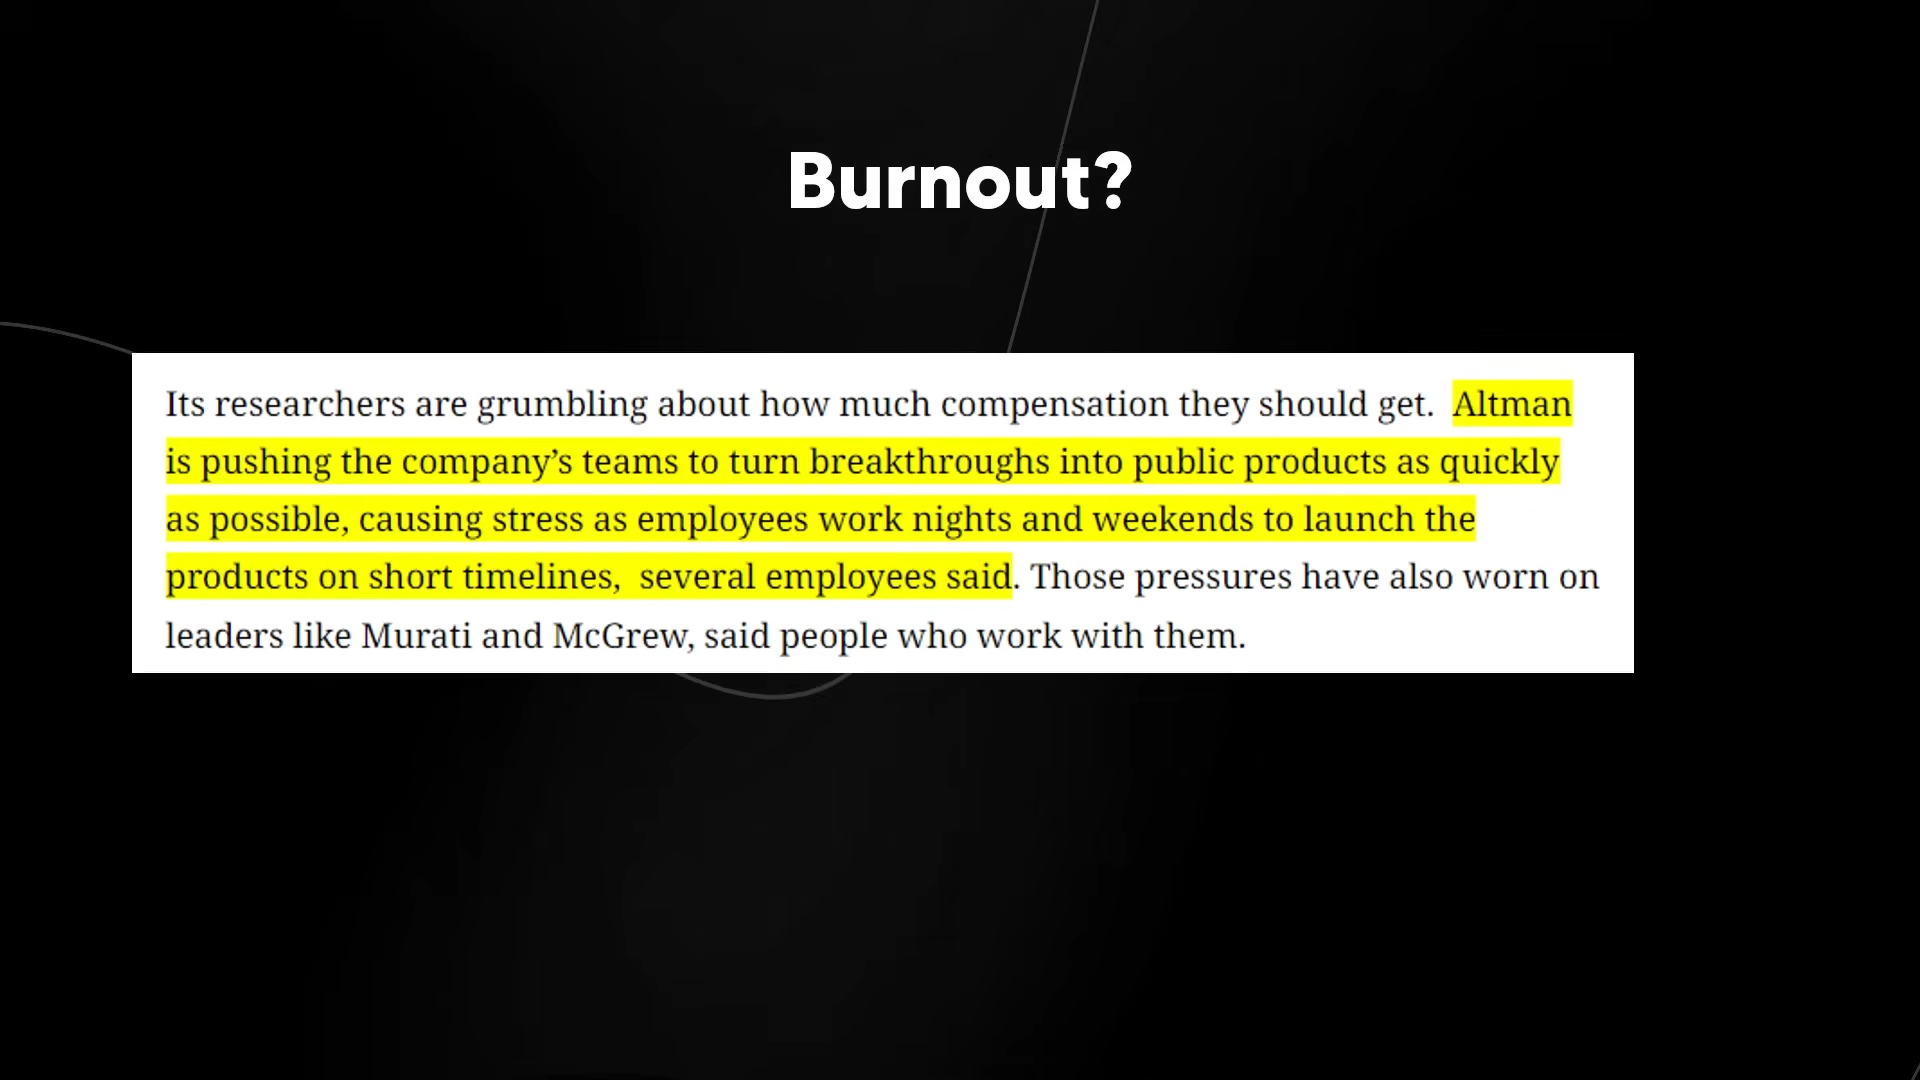 Burnout?
Its researchers are grumbling about how much compensation they should get. Altman
is pushing the company’s teams to turn breakthroughs into public products as quickly
as possible, causing stress as employees work nights and weekends to launch the
products on short timelines, several employees said. Those pressures have also worn on
leaders like Murati and McGrew, said people who work with them.